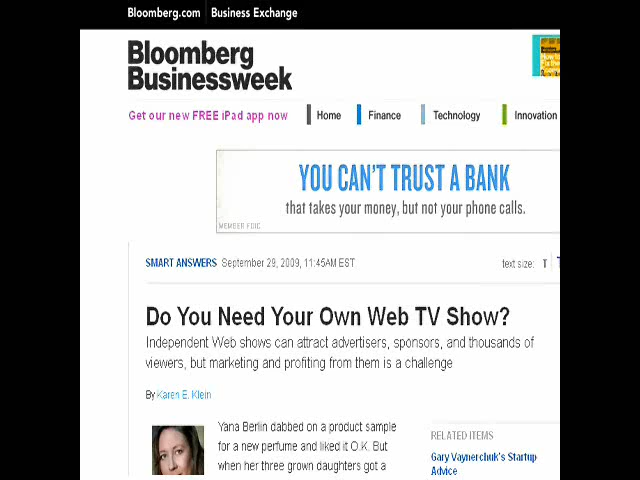 Bloomberg.com Business Exchange
Bloomberg
Businessweek
Get our new FREE iPad app now Home Finance Technology Innovation
YOU CAN'T TRUST A BANK
that takes your money, but not your phone calls.
MEMBER FDIC
SMART ANSWERS September 29, 2009, 11:45AM EST text size: T T
Do You Need Your Own Web TV Show?
Independent Web shows can attract advertisers, sponsors, and thousands of
viewers, but marketing and profiting from them is a challenge
By Karen E. Klein
Yana Berlin dabbed on a product sample
for a new perfume and liked it O.K. But
when her three grown daughters got a
RELATED ITEMS
Gary Vaynerchuk's Startup
Advice